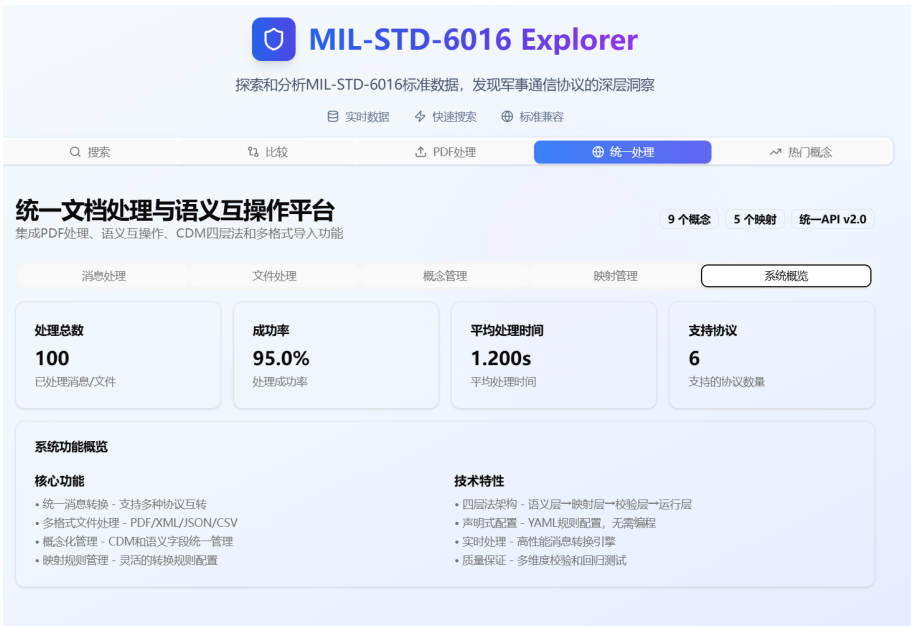 MIL-STD-6016 Explorer
探索和分析MIL-STD-6016标准数据，发现军事通信协议的深层洞察
实时数据 快速搜索 标准兼容
搜索 比较 PDF处理 统一处理 热门概念
统一文档处理与语义互操作平台
集成PDF处理、语义互操作、CDM四层法和多格式导入功能
9 个概念 5 个映射 统一API v2.0
消息处理 文件处理 概念管理 映射管理 系统概览
处理总数 成功率 平均处理时间 支持协议
100 95.0% 1.200s 6
已处理消息/文件 处理成功率 平均处理时间 支持的协议数量
系统功能概览
核心功能
• 统一消息转换 - 支持多种协议互转
• 多格式文件处理 - PDF/XML/JSON/CSV
• 概念化管理 - CDM和语义字段统一管理
• 映射规则管理 - 灵活的转换规则配置
技术特性
• 四层法架构 - 语义层→映射层→校验层→运行层
• 声明式配置 - YAML规则配置，无需编程
• 实时处理 - 高性能消息转换引擎
• 质量保证 - 多维度校验和回归测试